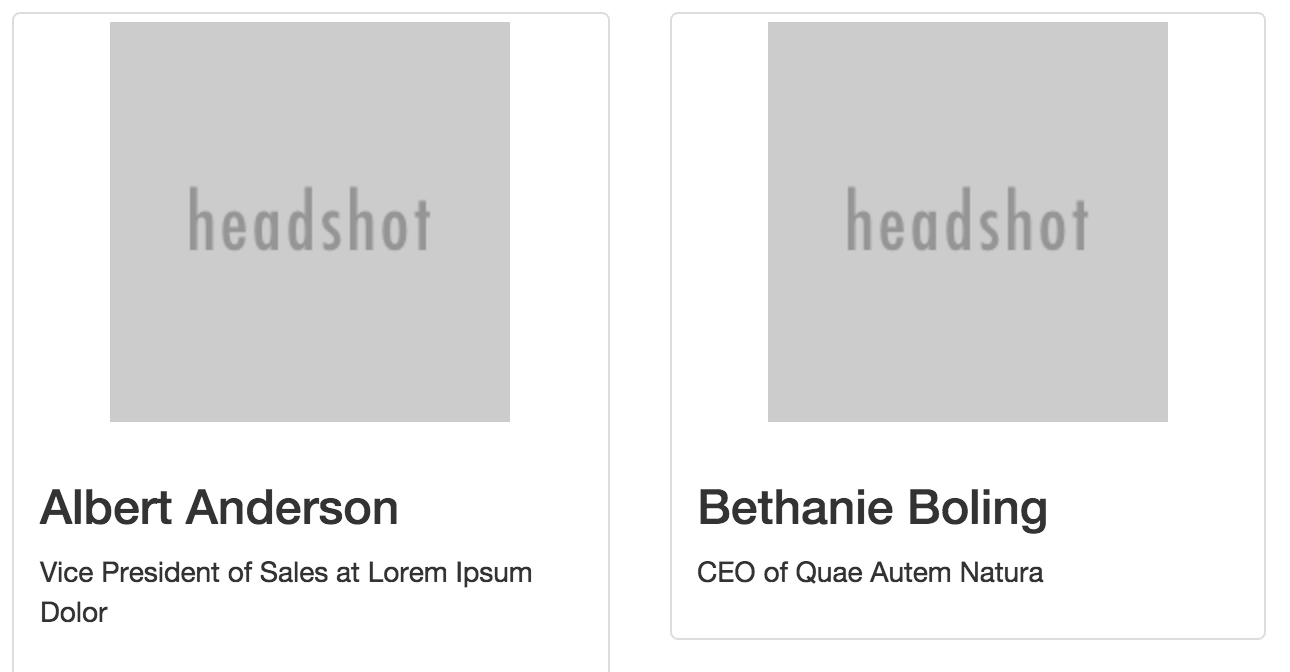 headshot
Albert Anderson
Vice President of Sales at Lorem Ipsum
Dolor
headshot
Bethanie Boling
CEO of Quae Autem Natura